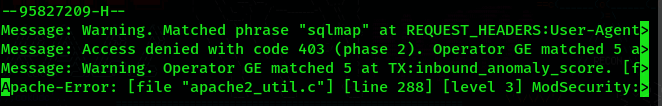 --95827209-H--
Message: Warning. Matched phrase "sqlmap" at REQUEST_HEADERS:User-Agent>
Message: Access denied with code 403 (phase 2). Operator GE matched 5 a>
Message: Warning. Operator GE matched 5 at TX:inbound_anomaly_score. [f>
Apache-Error: [file "apache2_util.c"] [line 288] [level 3] ModSecurity:>